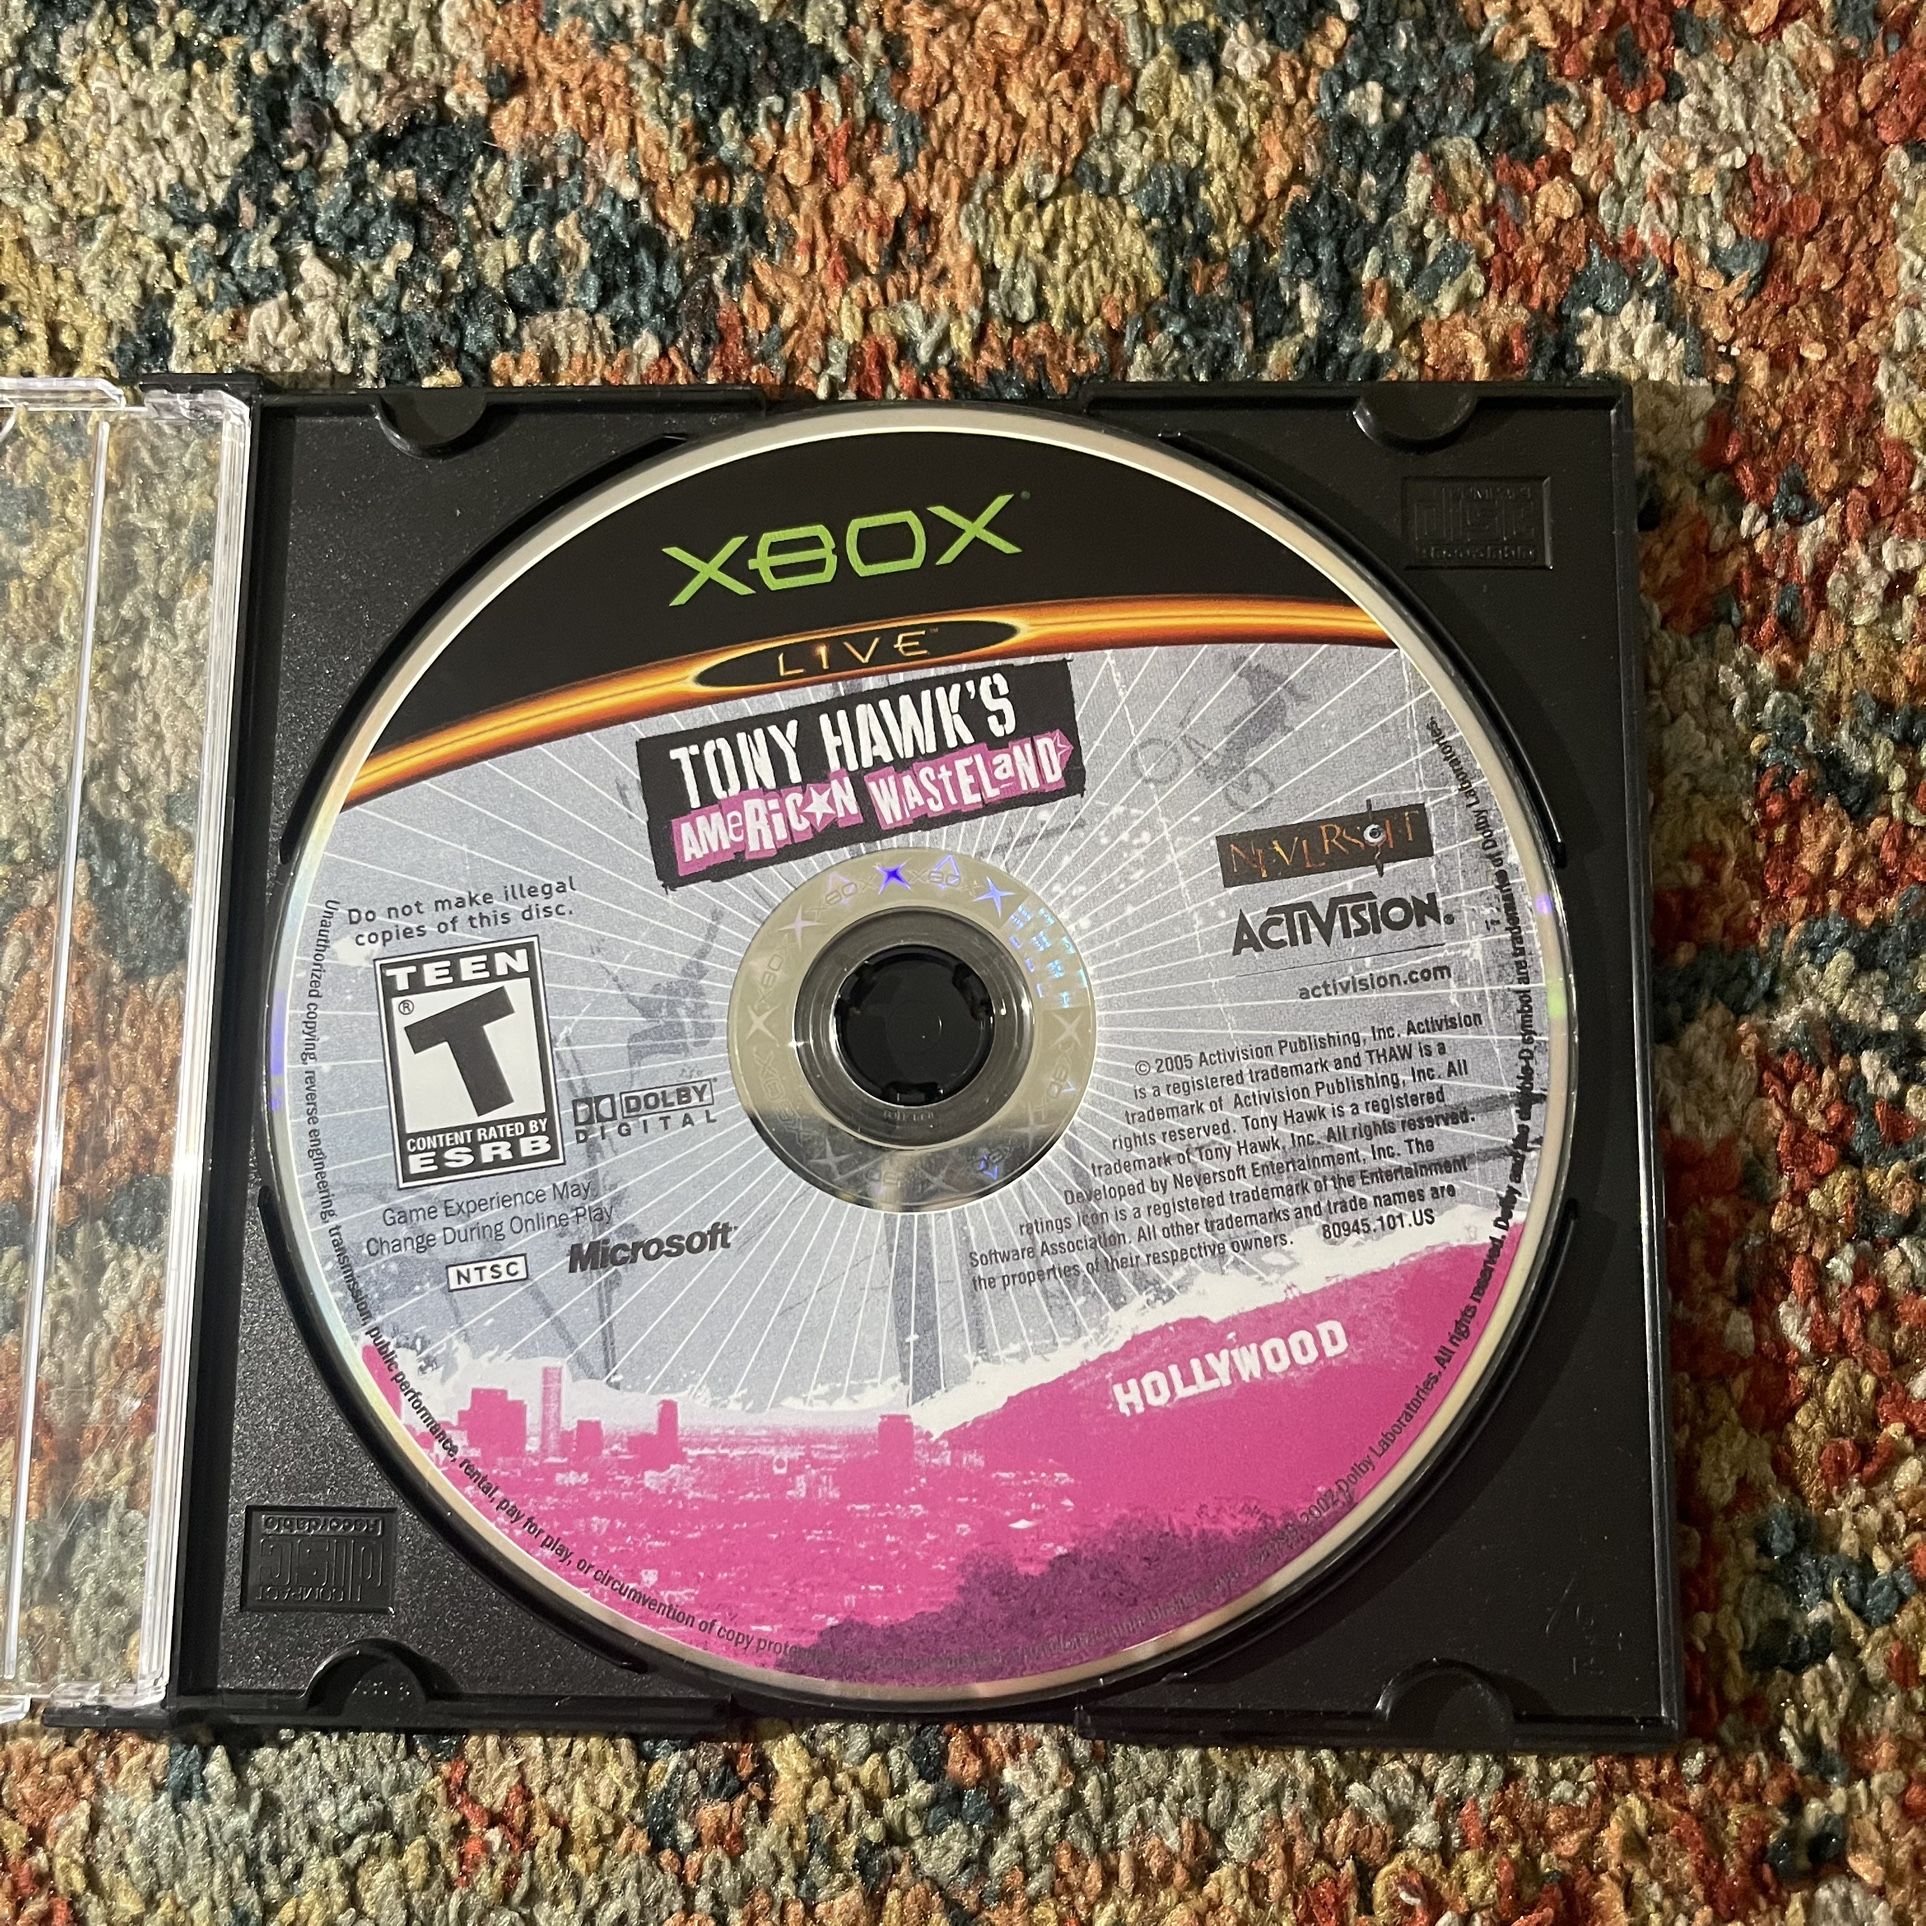 XBOX
LIVE™
TONY HAWK'S
AMERICAN WASTELAND
NEVERSOFT
ACTIVISION®
activision.com
Do not make illegal
copies of this disc.
TEEN
T ®
CONTENT RATED BY
ESRB
DOLBY
DIGITAL
Game Experience May
Change During Online Play
NTSC
Microsoft
© 2005 Activision Publishing, Inc. Activision
is a registered trademark and THAW is a
trademark of Activision Publishing, Inc. All
rights reserved. Tony Hawk is a registered
trademark of Tony Hawk, Inc. All rights reserved.
Developed by Neversoft Entertainment, Inc. The
ratings icon is a registered trademark of the Entertainment
Software Association. All other trademarks and trade names are
the properties of their respective owners. 80945.101.US
HOLLYWOOD
Unauthorized copying, reverse engineering, transmission, public performance, rental, pay for play, or circumvention of copy
2002 Dolby Laboratories. All rights reserved. Dolby and the double-D symbol are trademarks of Dolby Laboratories.
COMPACT
disc
Recordable